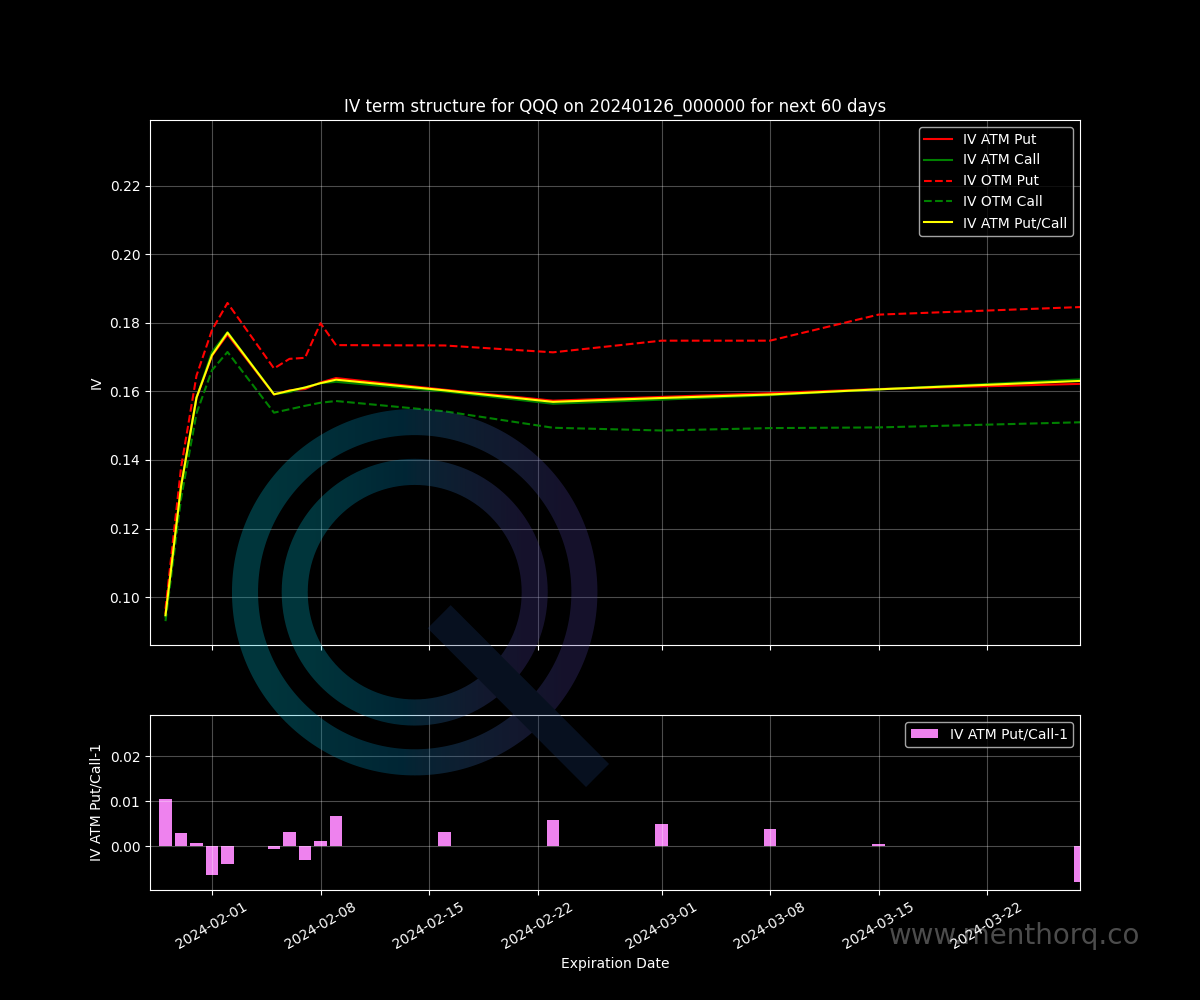 IV term structure for QQQ on 20240126_000000 for next 60 days
IV ATM Put
IV ATM Call
IV OTM Put
IV OTM Call
IV ATM Put/Call
0.22
0.20
0.18
0.16
0.14
0.12
0.10
IV
IV ATM Put/Call-1
0.02
0.01
0.00
IV ATM Put/Call-1
2024-02-01
2024-02-08
2024-02-15
2024-02-22
2024-03-01
2024-03-08
2024-03-15
2024-03-22
www.menthorq.co
Expiration Date